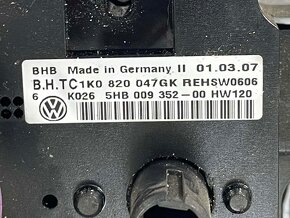 BHB Made in Germany II 01.03.07
B.H.TC1K0 820 047GK REHSW0606
6 K026 5HB 009 352-00 HW120